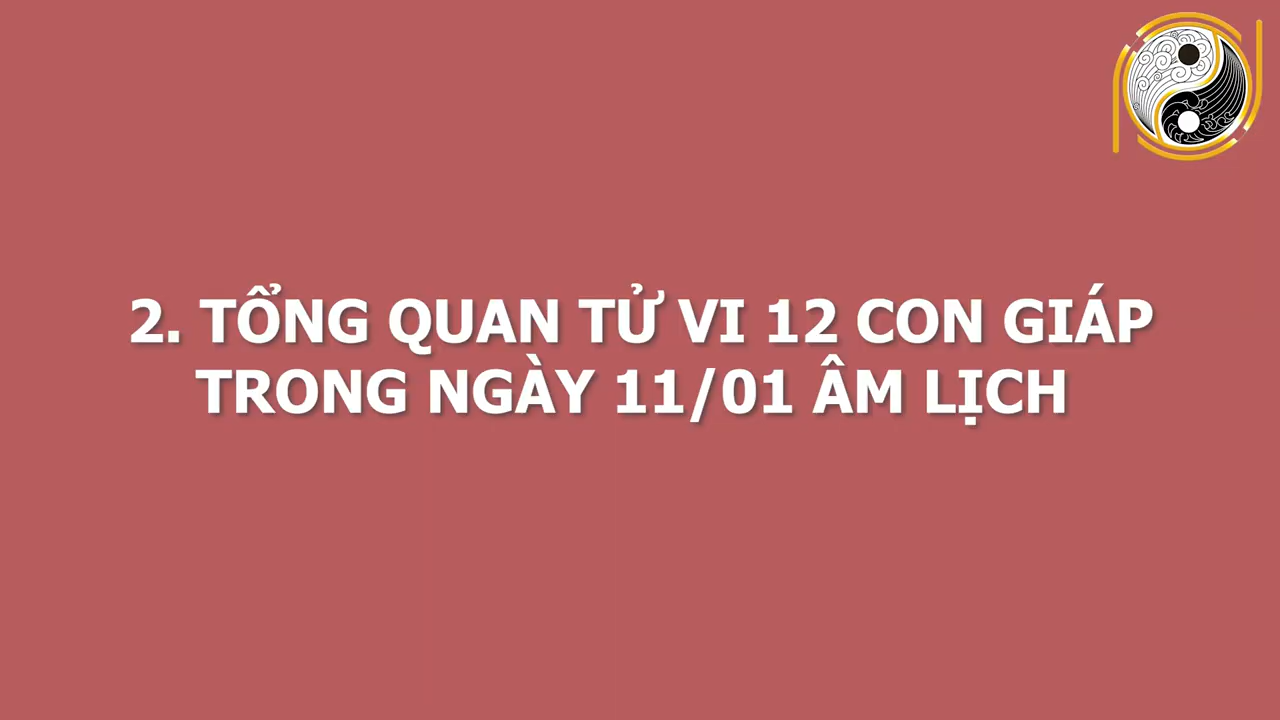 2. TỔNG QUAN TỬ VI 12 CON GIÁP
TRONG NGÀY 11/01 ÂM LỊCH